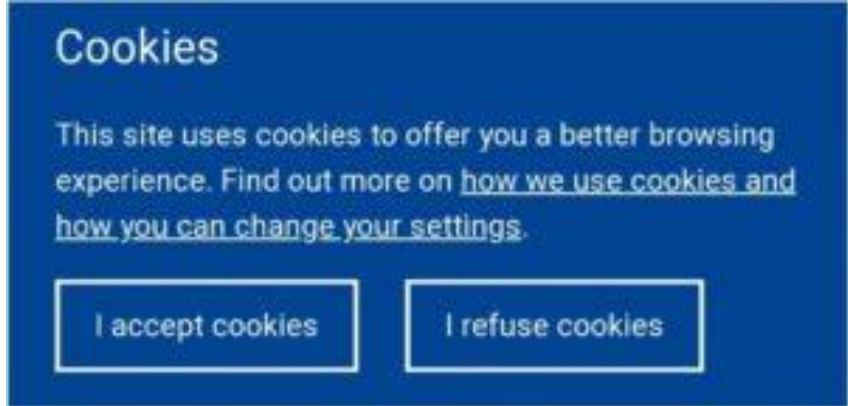 Cookies
This site uses cookies to offer you a better browsing
experience. Find out more on how we use cookies and
how you can change your settings.
I accept cookies
I refuse cookies